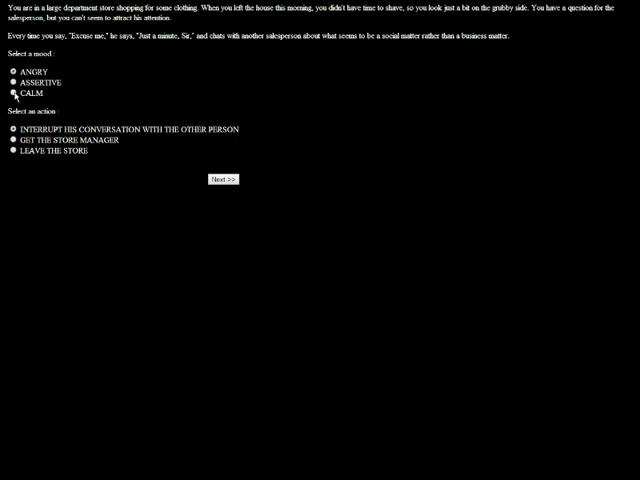 You are in a large department store shopping for some clothing. When you left the house this morning, you didn't have time to shave, so you look just a bit on the grubby side. You have a question for the
salesperson, but you can't seem to attract his attention.
Every time you say, "Excuse me," he says, "Just a minute, Sir," and chats with another salesperson about what seems to be a social matter rather than a business matter.
Select a mood :
ANGRY
ASSERTIVE
CALM
Select an action :
INTERRUPT HIS CONVERSATION WITH THE OTHER PERSON
GET THE STORE MANAGER
LEAVE THE STORE
Next >>